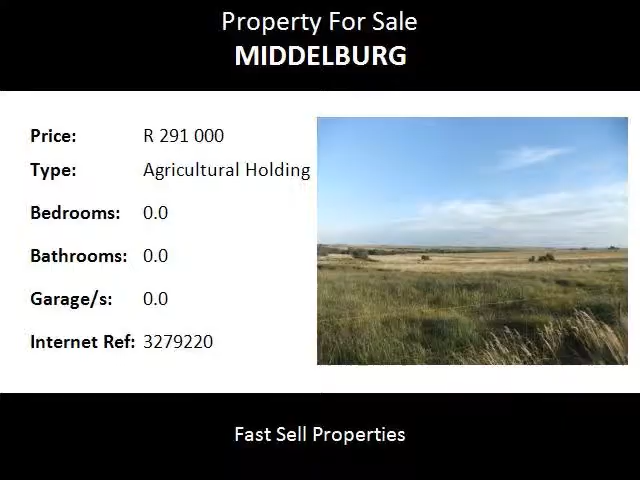 Property For Sale
MIDDELBURG
Price: R 291 000
Type: Agricultural Holding
Bedrooms: 0.0
Bathrooms: 0.0
Garage/s: 0.0
Internet Ref: 3279220
Fast Sell Properties